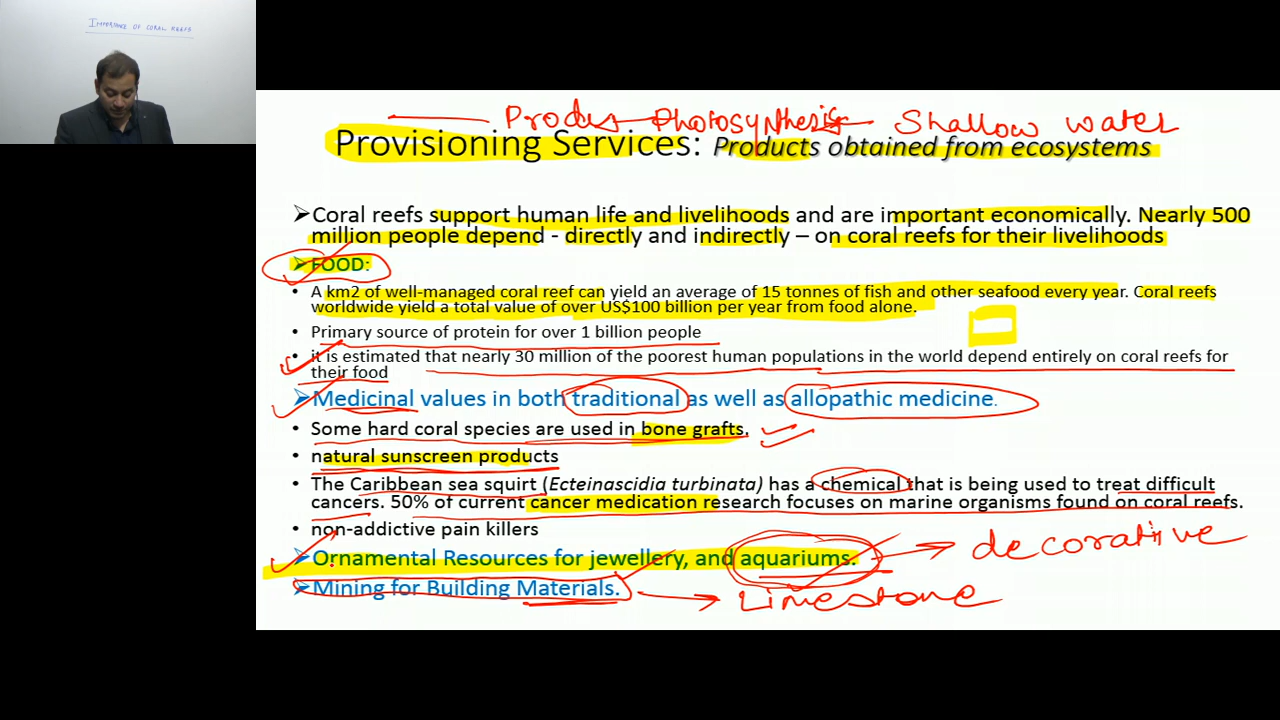 IMPORTANCE OF CORAL REEFS
Produs Photosynthesis Shallow water
Provisioning Services: Products obtained from ecosystems
➢Coral reefs support human life and livelihoods and are important economically. Nearly 500
million people depend - directly and indirectly – on coral reefs for their livelihoods
➢FOOD:
• A km2 of well-managed coral reef can yield an average of 15 tonnes of fish and other seafood every year. Coral reefs
worldwide yield a total value of over US$100 billion per year from food alone.
• Primary source of protein for over 1 billion people
• it is estimated that nearly 30 million of the poorest human populations in the world depend entirely on coral reefs for
their food
➢Medicinal values in both traditional as well as allopathic medicine.
• Some hard coral species are used in bone grafts.
• natural sunscreen products
• The Caribbean sea squirt (Ecteinascidia turbinata) has a chemical that is being used to treat difficult
cancers. 50% of current cancer medication research focuses on marine organisms found on coral reefs.
• non-addictive pain killers
➢Ornamental Resources for jewellery, and aquariums. decorative
➢Mining for Building Materials. Limestone